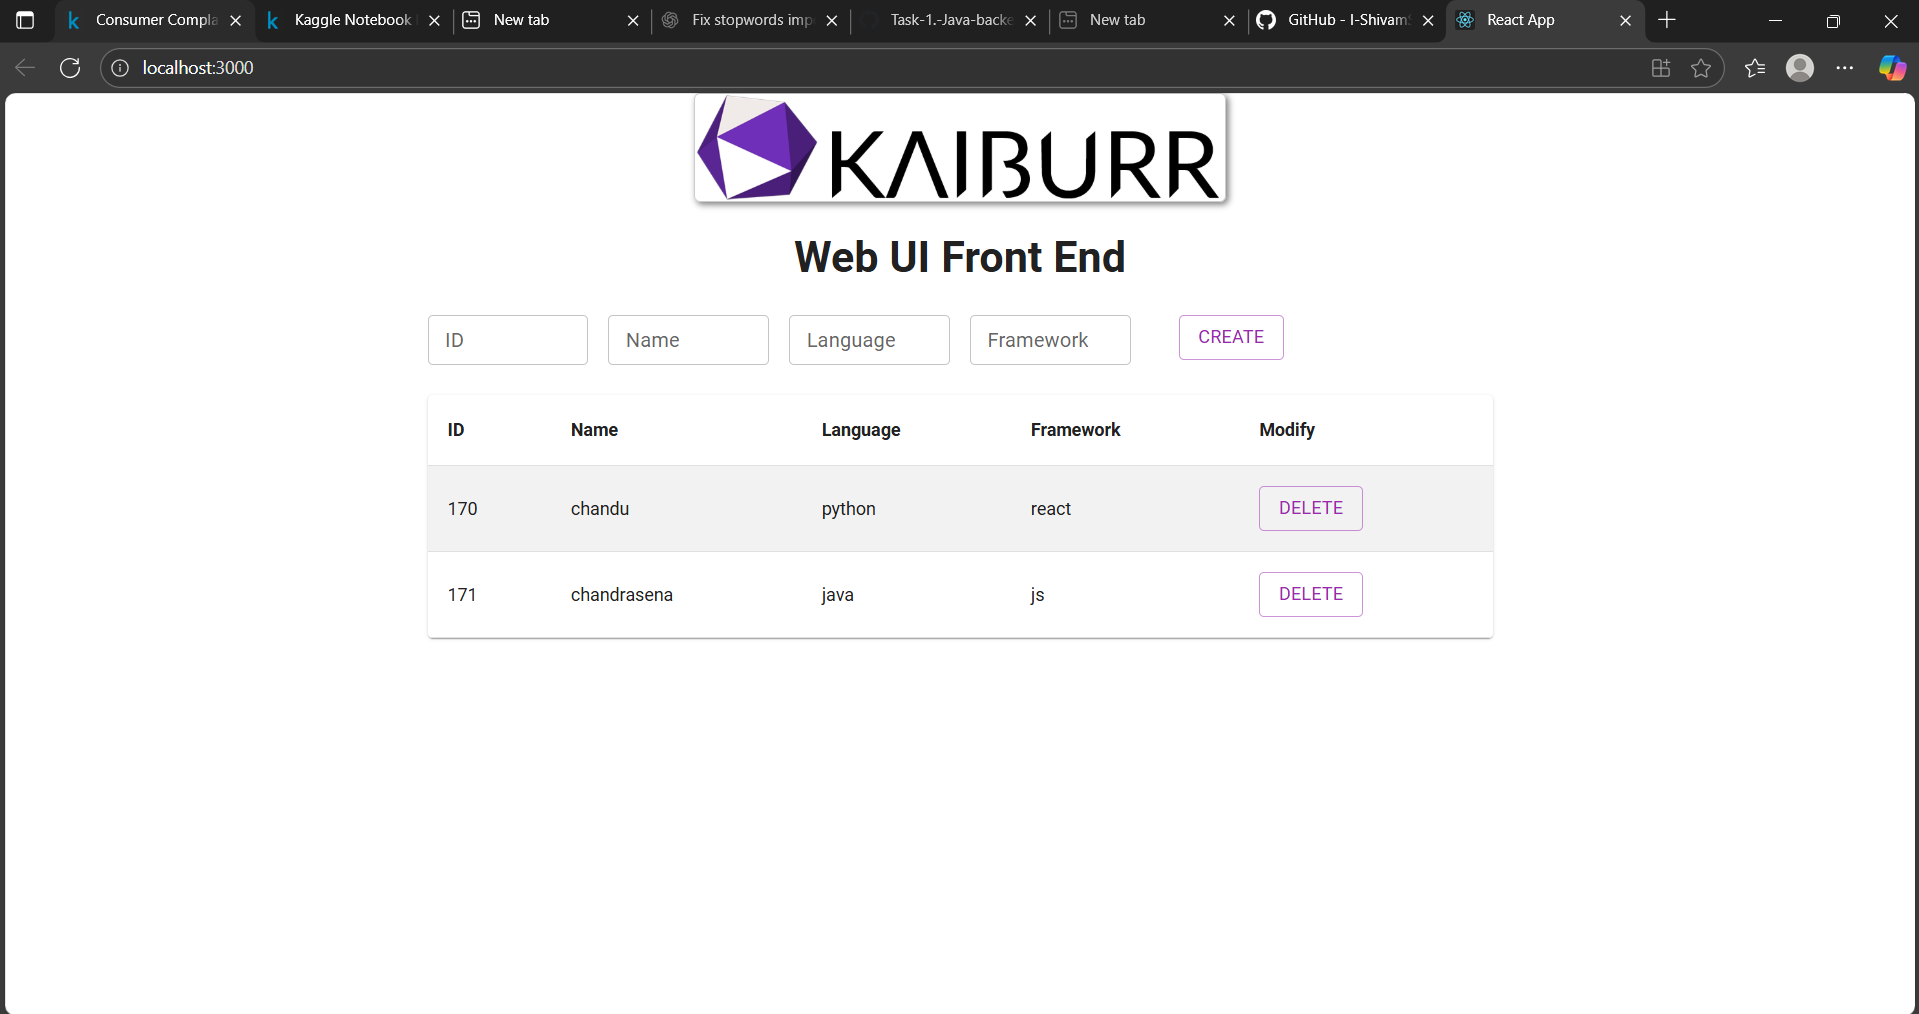 Consumer Compla
Kaggle Notebook
New tab
Fix stopwords imp
Task-1.-Java-backe
New tab
GitHub - I-Shivam
React App
localhost:3000
KAIBURR
Web UI Front End
ID Name Language Framework CREATE
ID Name Language Framework Modify
170 chandu python react DELETE
171 chandrasena java js DELETE